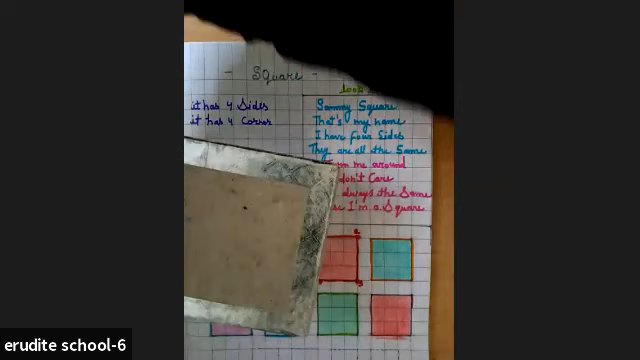 - Square -
it has 4 Sides
it has 4 Corros
Sammy Square
That's my name
I have four Sides
They are all the Same
me around
don't Care
always the Same
I'm a Square
erudite school-6